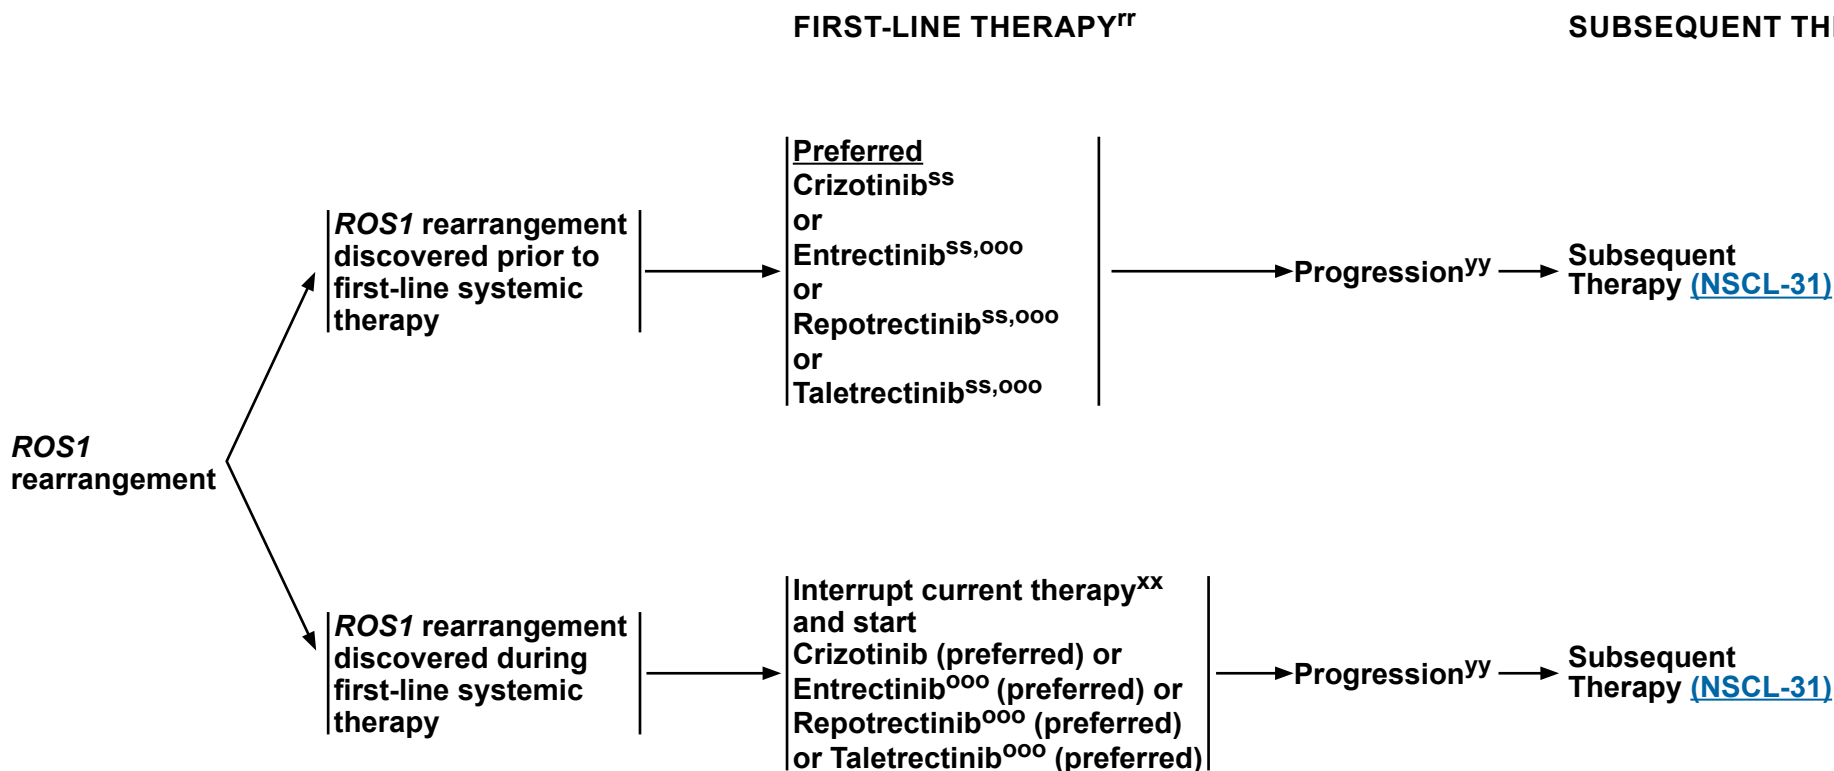 FIRST-LINE THERAPYrr
SUBSEQUENT THE
ROS1
rearrangement
ROS1 rearrangement
discovered prior to
first-line systemic
therapy
Preferred
Crizotinibss
or
Entrectinibss,ooo
or
Repotrectinibss,ooo
or
Taletrectinibss,ooo
Progressionyy
Subsequent
Therapy (NSCL-31)
ROS1 rearrangement
discovered during
first-line systemic
therapy
Interrupt current therapyxx
and start
Crizotinib (preferred) or
Entrectinibooo (preferred) or
Repotrectinibooo (preferred)
or Taletrectinibooo (preferred)
Progressionyy
Subsequent
Therapy (NSCL-31)